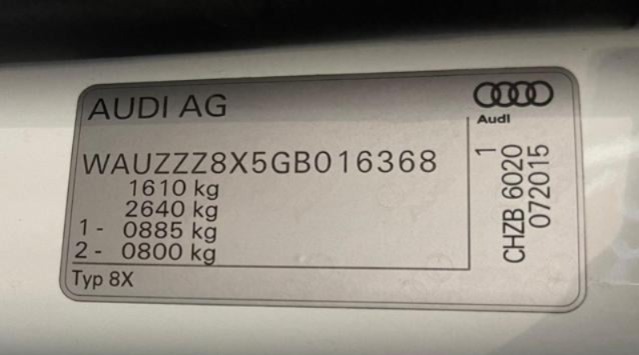 AUDI AG
Audi
WAUZZZ8X5GB016368
1610 kg
2640 kg
1 - 0885 kg
2 - 0800 kg
Typ 8X
1
CHZB 6020
072015